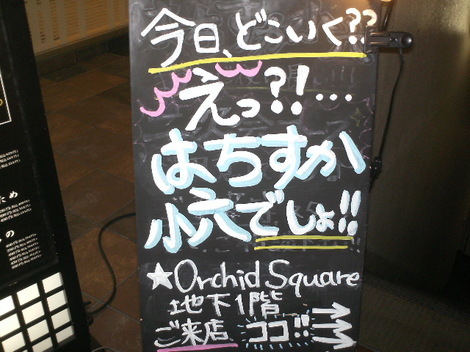 今日、どこいく??
えっ?!…
はちすか
小六でしょ!!
★Orchid Square
地下1階
ご来店 ココ!!